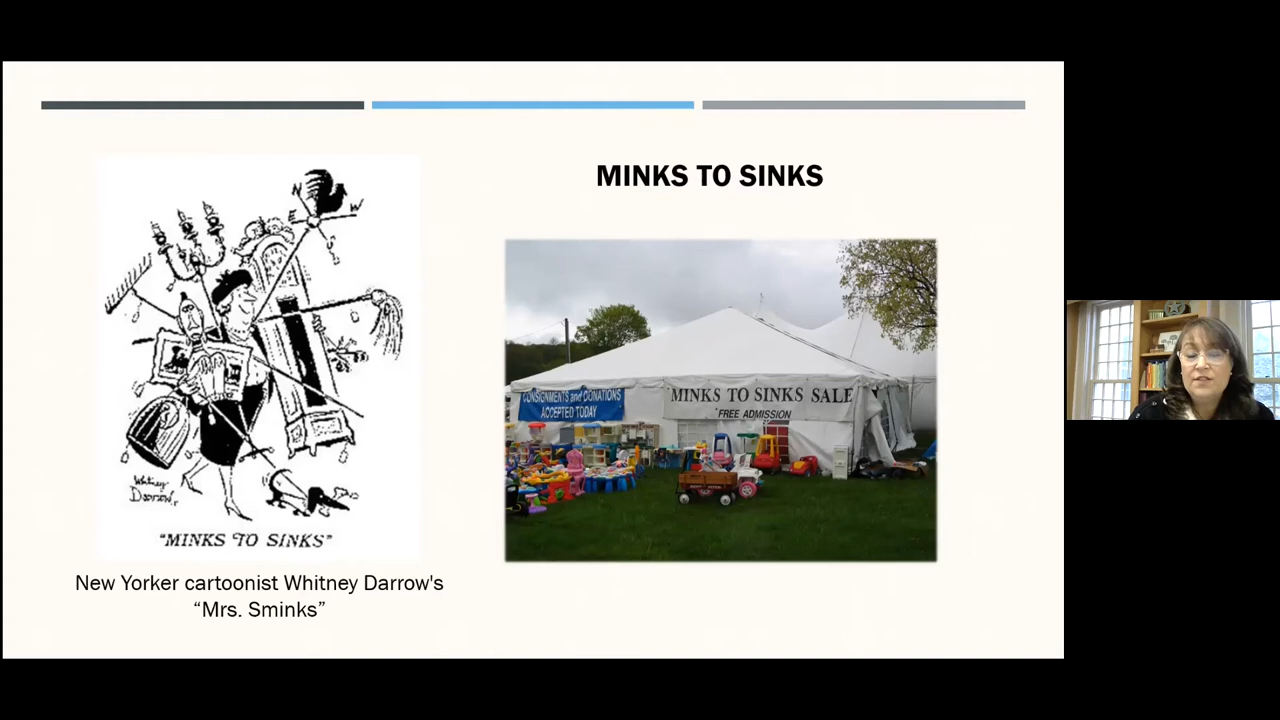 MINKS TO SINKS
N
E
W
S
Whitney
Darrow, Jr
"MINKS TO SINKS"
New Yorker cartoonist Whitney Darrow's
“Mrs. Sminks”
CONSIGNMENTS and DONATIONS
ACCEPTED TODAY
MINKS TO SINKS SALE
FREE ADMISSION